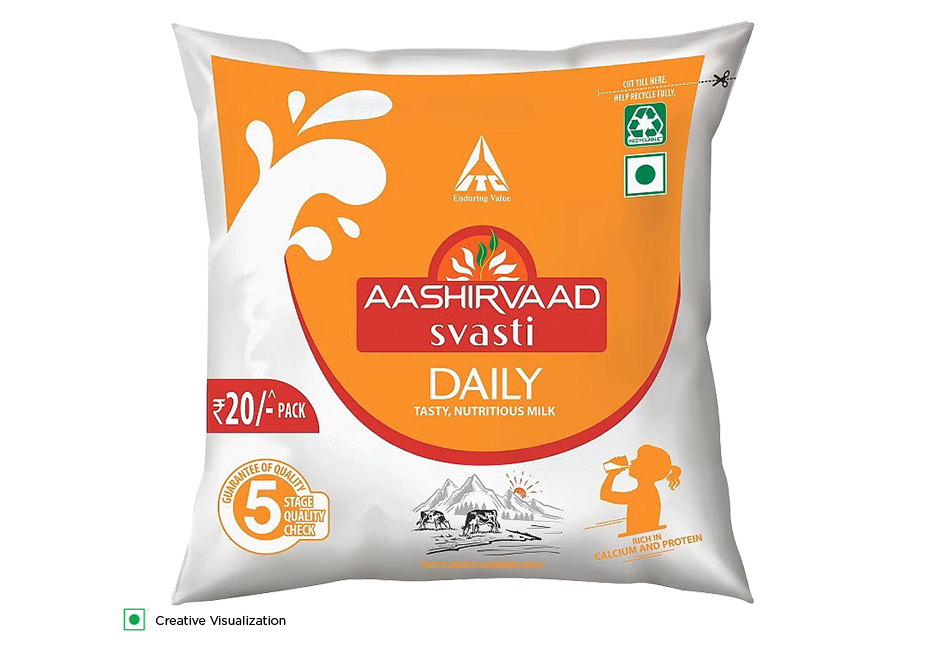 CUT TILL HERE.
HELP RECYCLE FULLY.
RECYCLABLE
ITC
Enduring Value
AASHIRVAAD
svasti
DAILY
TASTY, NUTRITIOUS MILK
₹20/-^ PACK
GUARANTEE OF QUALITY
5 STAGE
QUALITY
CHECK
RICH IN
CALCIUM AND PROTEIN
Creative Visualization